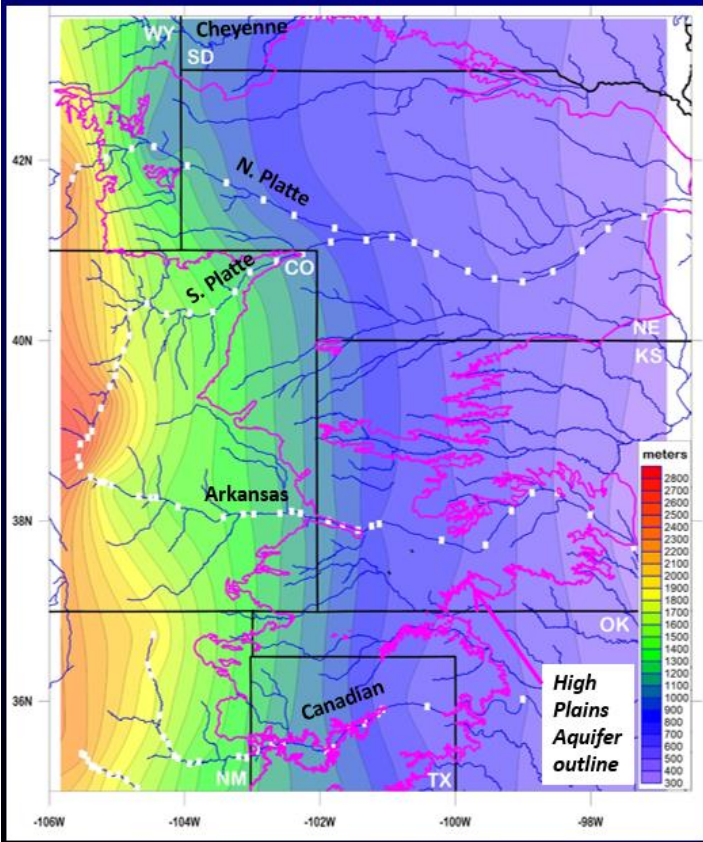 WY
Cheyenne
SD
42N
N. Platte
S. Platte
CO
40N
NE
KS
meters
2800
2700
2600
2500
2400
2300
2200
2100
2000
1900
1800
1700
1600
1500
1400
1300
1200
1100
1000
900
800
700
600
500
400
300
Arkansas
38N
OK
High
Plains
Aquifer
outline
36N
Canadian
NM
TX
-106W
-104W
-102W
-100W
-98W